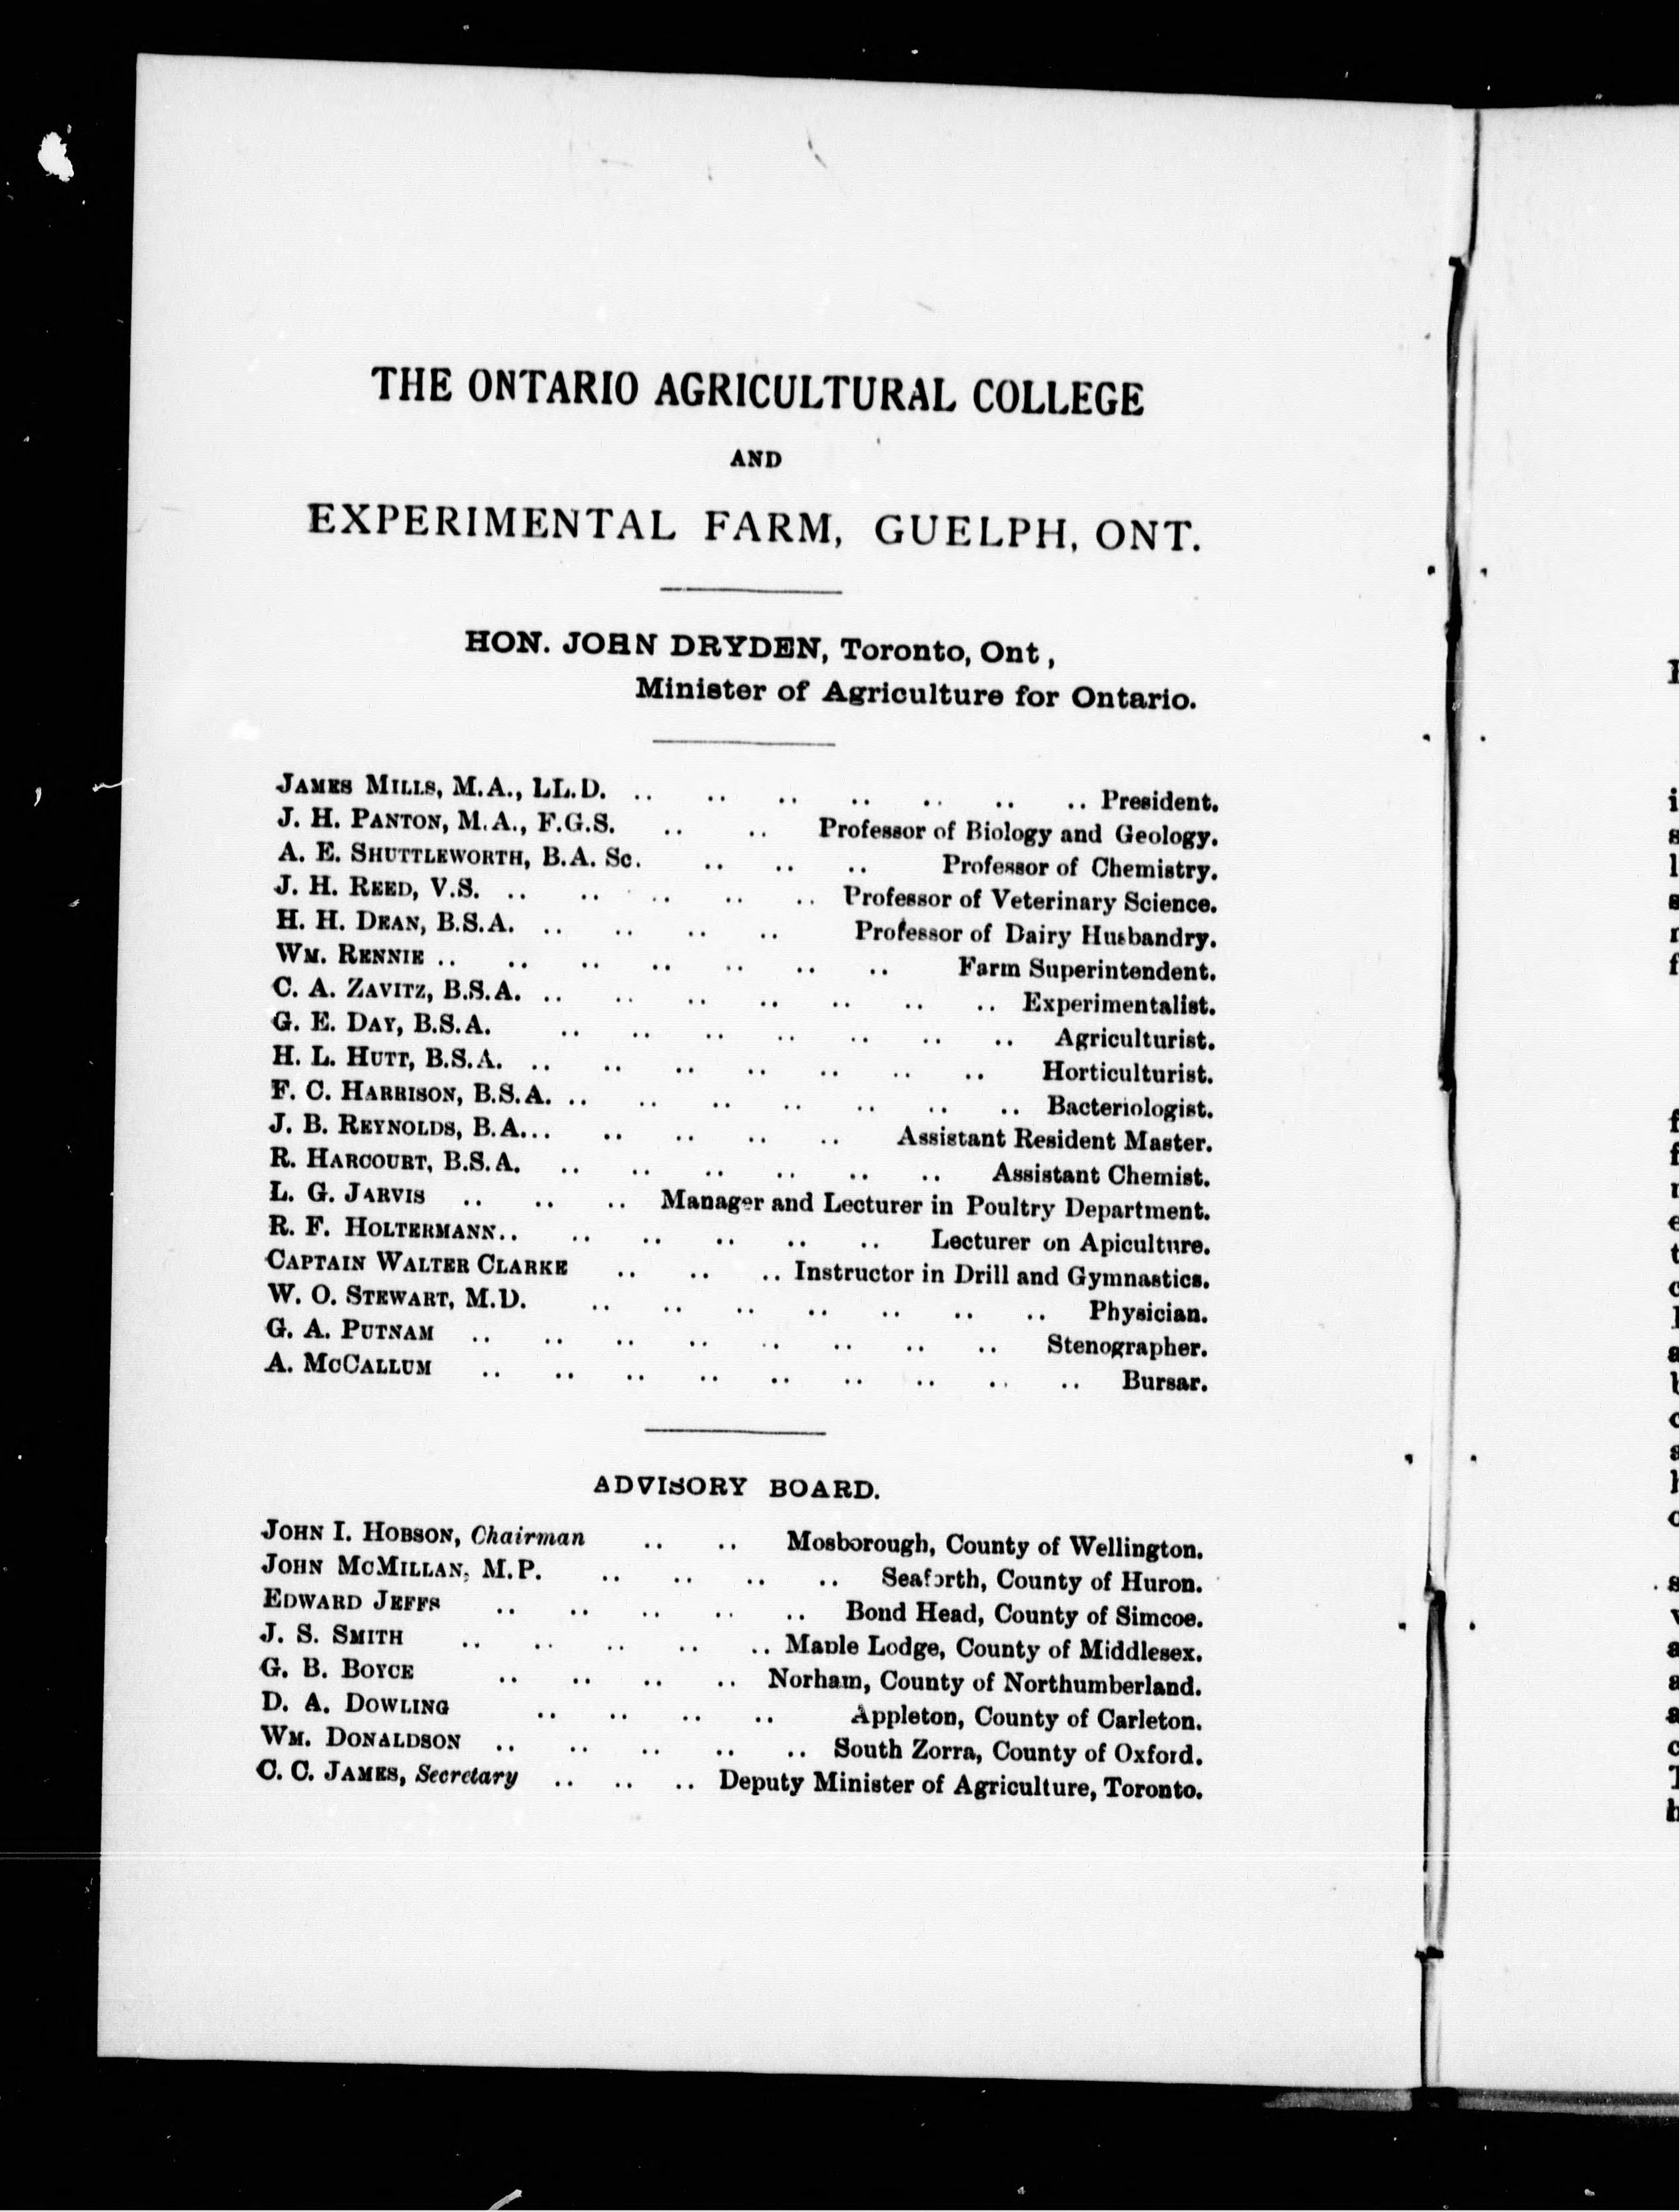 THE ONTARIO AGRICULTURAL COLLEGE
AND
EXPERIMENTAL FARM, GUELPH, ONT.
HON. JOHN DRYDEN, Toronto, Ont ,
Minister of Agriculture for Ontario.
JAMES MILLS, M.A., LL.D. .. .. .. .. .. .. .. President.
J. H. PANTON, M.A., F.G.S. .. .. Professor of Biology and Geology.
A. E. SHUTTLEWORTH, B.A. Sc. .. .. .. Professor of Chemistry.
J. H. REED, V.S. .. .. .. .. .. Professor of Veterinary Science.
H. H. DEAN, B.S.A. .. .. .. .. Professor of Dairy Husbandry.
WM. RENNIE .. .. .. .. .. .. .. Farm Superintendent.
C. A. ZAVITZ, B.S.A. .. .. .. .. .. .. .. Experimentalist.
G. E. DAY, B.S.A. .. .. .. .. .. .. .. Agriculturist.
H. L. HUTT, B.S.A. .. .. .. .. .. .. .. Horticulturist.
F. C. HARRISON, B.S.A. .. .. .. .. .. .. .. Bacteriologist.
J. B. REYNOLDS, B.A... .. .. .. .. Assistant Resident Master.
R. HARCOURT, B.S.A. .. .. .. .. .. .. Assistant Chemist.
L. G. JARVIS .. .. .. Manager and Lecturer in Poultry Department.
R. F. HOLTERMANN.. .. .. .. .. .. Lecturer on Apiculture.
CAPTAIN WALTER CLARKE .. .. .. Instructor in Drill and Gymnastics.
W. O. STEWART, M.D. .. .. .. .. .. .. .. Physician.
G. A. PUTNAM .. .. .. .. .. .. .. .. Stenographer.
A. MCCALLUM .. .. .. .. .. .. .. .. .. Bursar.
ADVISORY BOARD.
JOHN I. HOBSON, Chairman .. .. Mosborough, County of Wellington.
JOHN MCMILLAN, M.P. .. .. .. .. Seaforth, County of Huron.
EDWARD JEFFS .. .. .. .. .. Bond Head, County of Simcoe.
J. S. SMITH .. .. .. .. .. Maple Lodge, County of Middlesex.
G. B. BOYCE .. .. .. .. Norham, County of Northumberland.
D. A. DOWLING .. .. .. .. Appleton, County of Carleton.
WM. DONALDSON .. .. .. .. .. South Zorra, County of Oxford.
C. C. JAMES, Secretary .. .. .. Deputy Minister of Agriculture, Toronto.